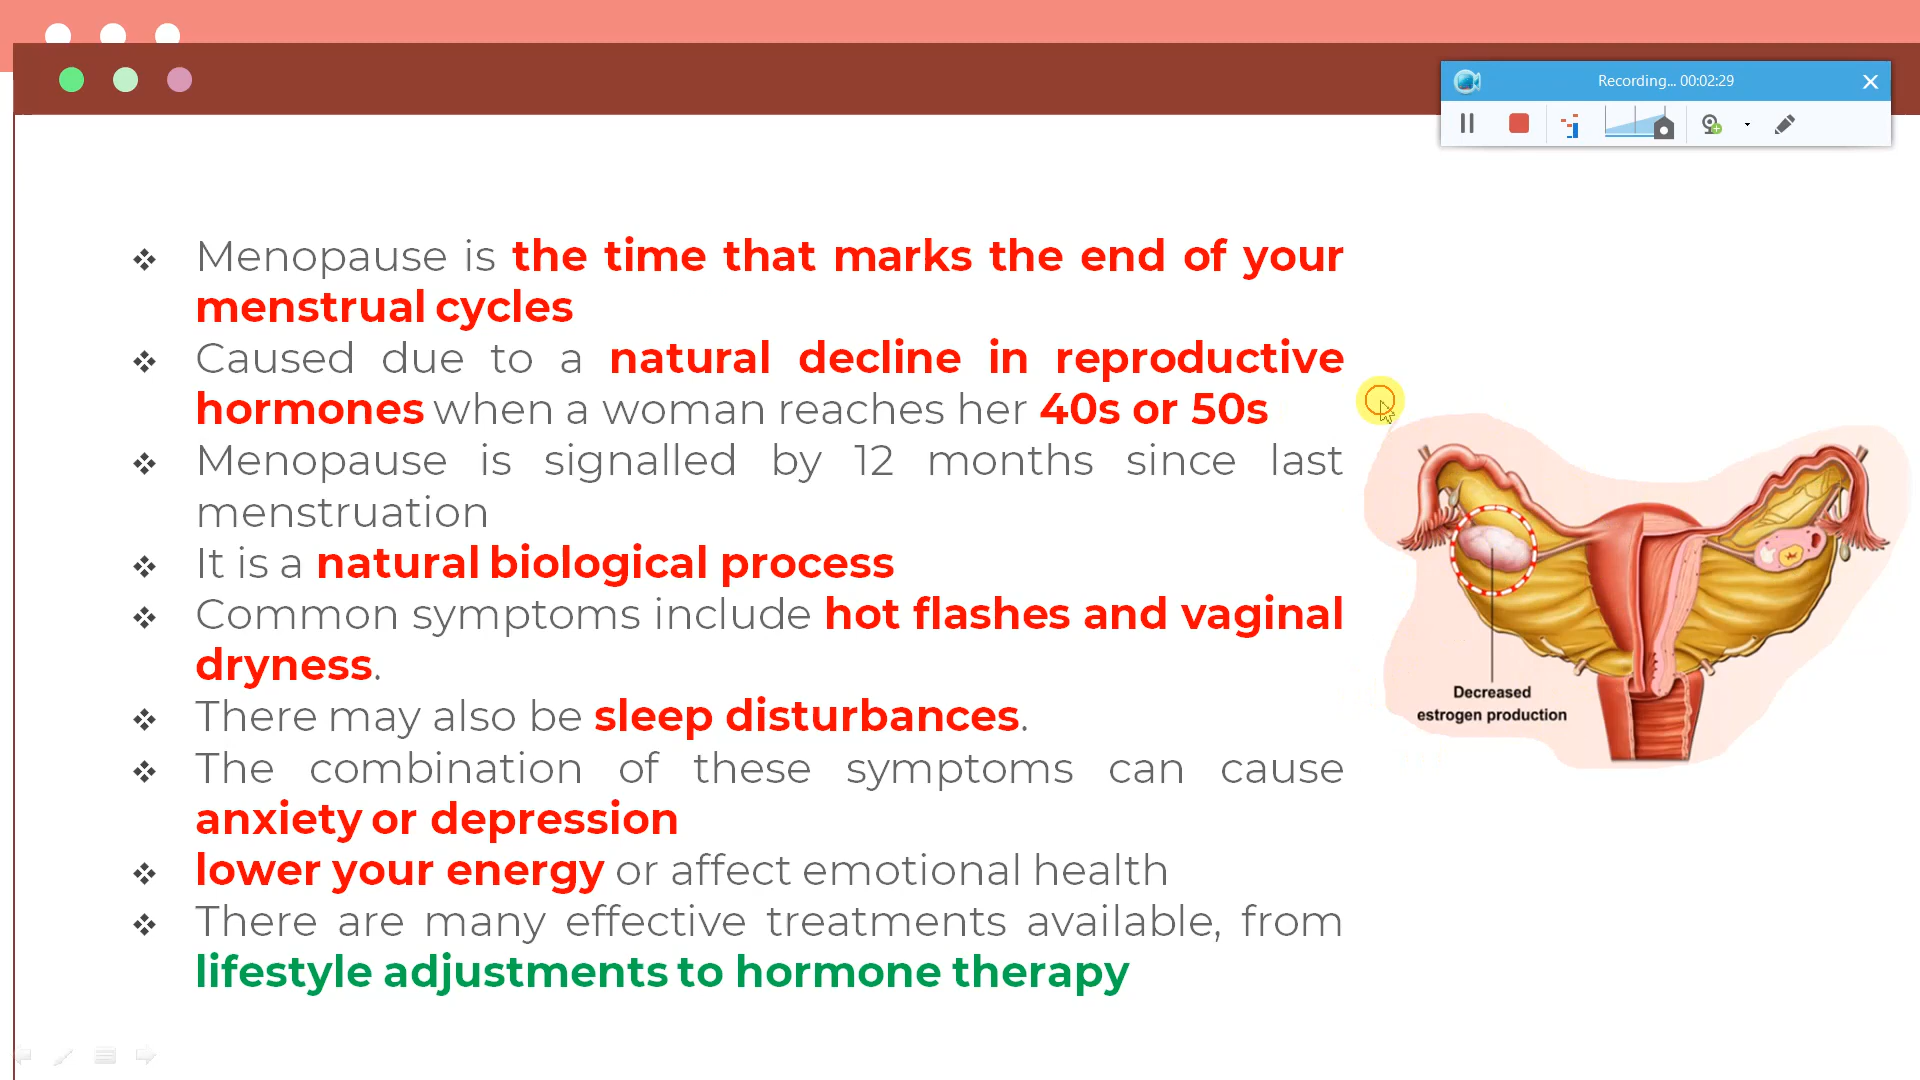 Recording... 00:02:29
❖ Menopause is the time that marks the end of your
menstrual cycles
❖ Caused due to a natural decline in reproductive
hormones when a woman reaches her 40s or 50s
❖ Menopause is signalled by 12 months since last
menstruation
❖ It is a natural biological process
❖ Common symptoms include hot flashes and vaginal
dryness.
❖ There may also be sleep disturbances.
❖ The combination of these symptoms can cause
anxiety or depression
❖ lower your energy or affect emotional health
❖ There are many effective treatments available, from
lifestyle adjustments to hormone therapy
Decreased
estrogen production